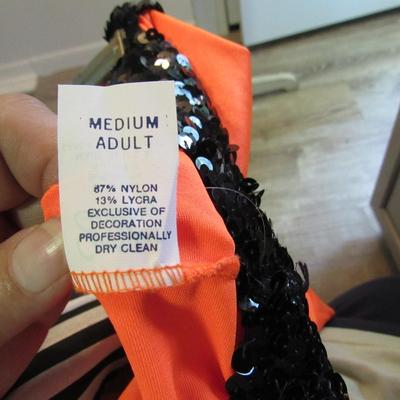 MEDIUM
ADULT
87% NYLON
13% LYCRA
EXCLUSIVE OF
DECORATION
PROFESSIONALLY
DRY CLEAN